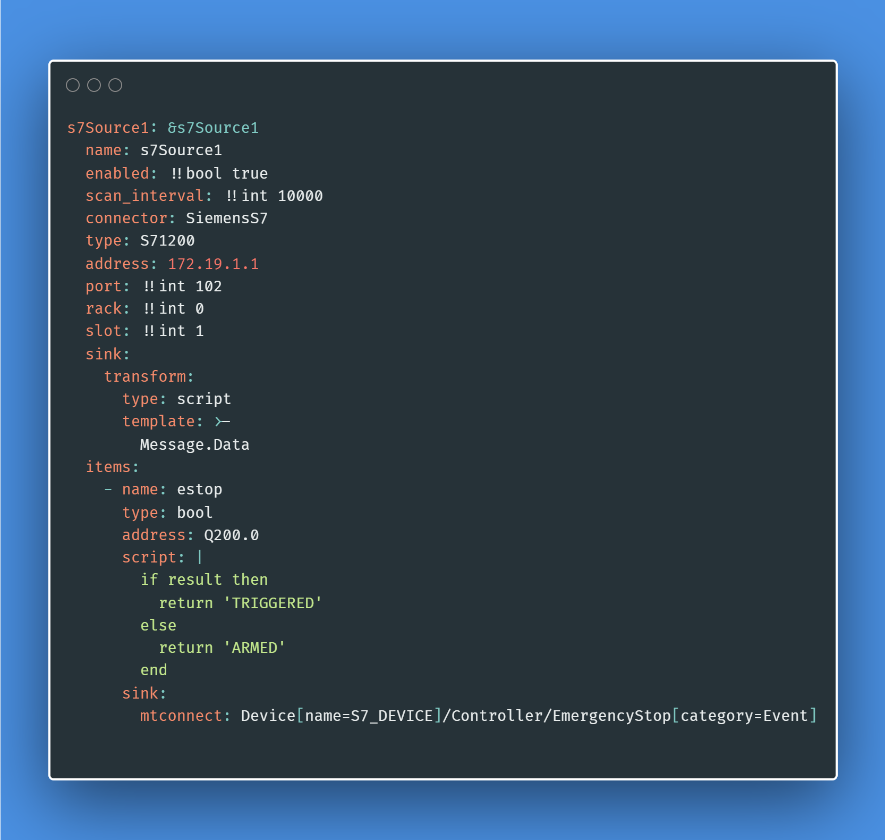 s7Source1: &s7Source1
  name: s7Source1
  enabled: !!bool true
  scan_interval: !!int 10000
  connector: SiemensS7
  type: S71200
  address: 172.19.1.1
  port: !!int 102
  rack: !!int 0
  slot: !!int 1
  sink:
    transform:
      type: script
      template: >-
        Message.Data
  items:
    - name: estop
      type: bool
      address: Q200.0
      script: |
        if result then
          return 'TRIGGERED'
        else
          return 'ARMED'
        end
      sink:
        mtconnect: Device[name=S7_DEVICE]/Controller/EmergencyStop[category=Event]